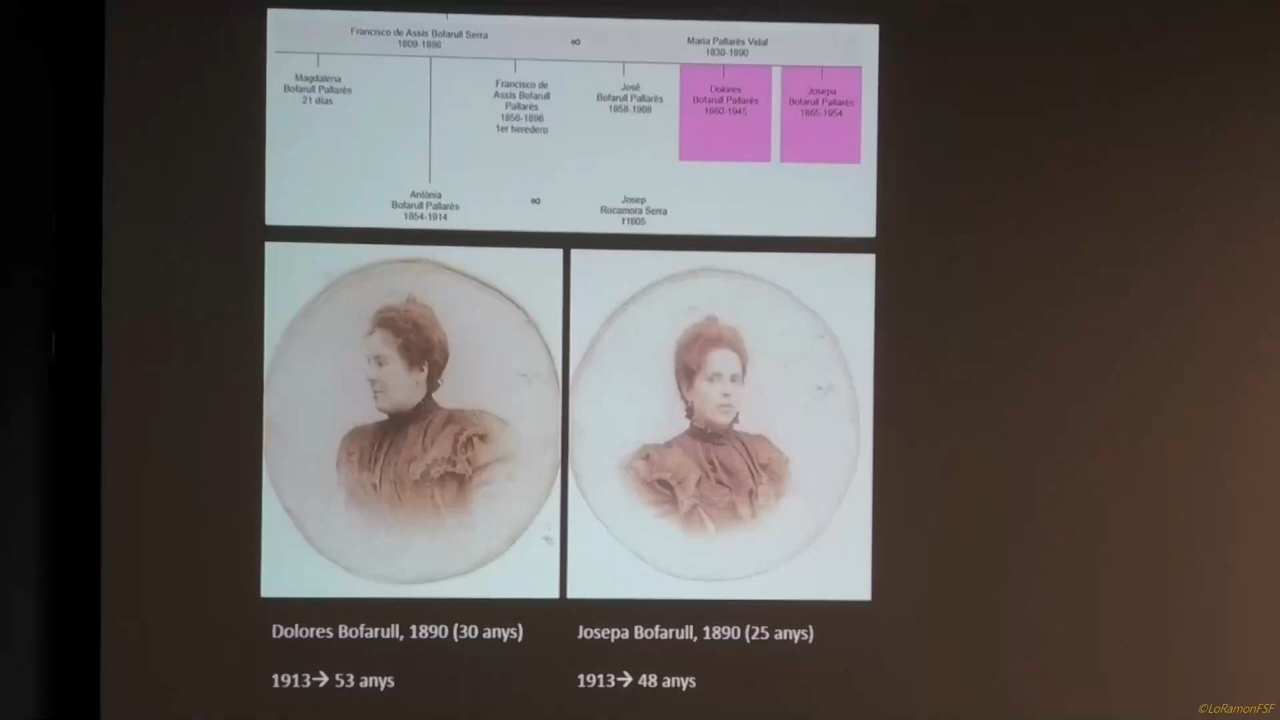 Francisco de Assis Bofarull Serra
1809-1886
∞
Maria Pallarès Vidal
1830-1890
Magdalena
Bofarull Pallarès
21 dias
Francisco de
Assis Bofarull
Pallarès
1856-1896
1er heredero
José
Bofarull Pallarès
1858-1908
Dolores
Bofarull Pallarès
1860-1945
Josepa
Bofarull Pallarès
1865-1954
Antònia
Bofarull Pallarès
1854-1914
∞
Josep
Rocamora Serra
†1905
Dolores Bofarull, 1890 (30 anys)
Josepa Bofarull, 1890 (25 anys)
1913→ 53 anys
1913→ 48 anys
©LoRamonFSF